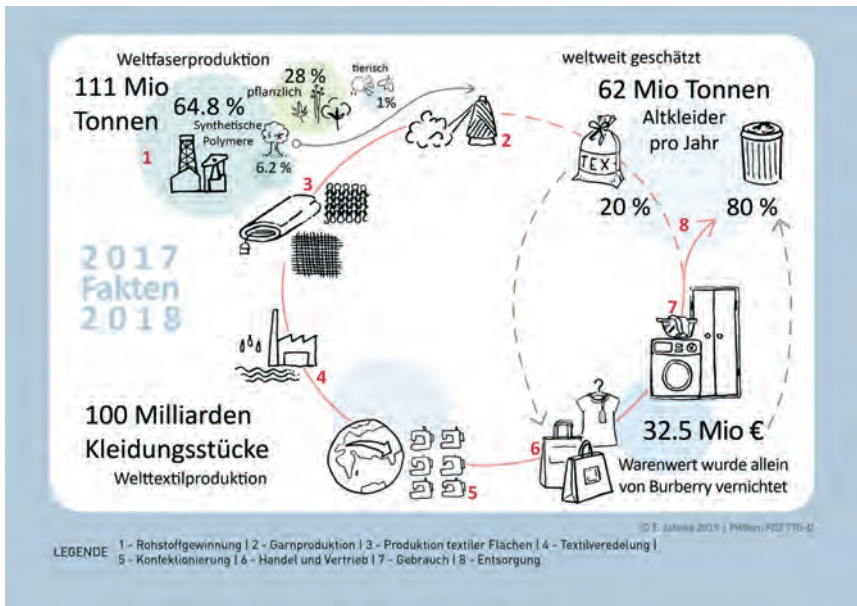 Weltfaserproduktion
111 Mio
Tonnen
64.8 %
Synthetische
Polymere
28 %
pflanzlich
tierisch
1%
6.2 %
1
2
3
weltweit geschätzt
62 Mio Tonnen
Altkleider
pro Jahr
TEX
20 %
80 %
8
2017
Fakten
2018
7
4
100 Milliarden
Kleidungsstücke
Welttextilproduktion
5
6
32.5 Mio €
Warenwert wurde allein
von Burberry vernichtet
© E. Jahnke 2019 | PHBern FD2 TTG-D
LEGENDE 1 - Rohstoffgewinnung | 2 - Garnproduktion | 3 - Produktion textiler Flächen | 4 - Textilveredelung |
5 - Konfektionierung | 6 - Handel und Vertrieb | 7 - Gebrauch | 8 - Entsorgung